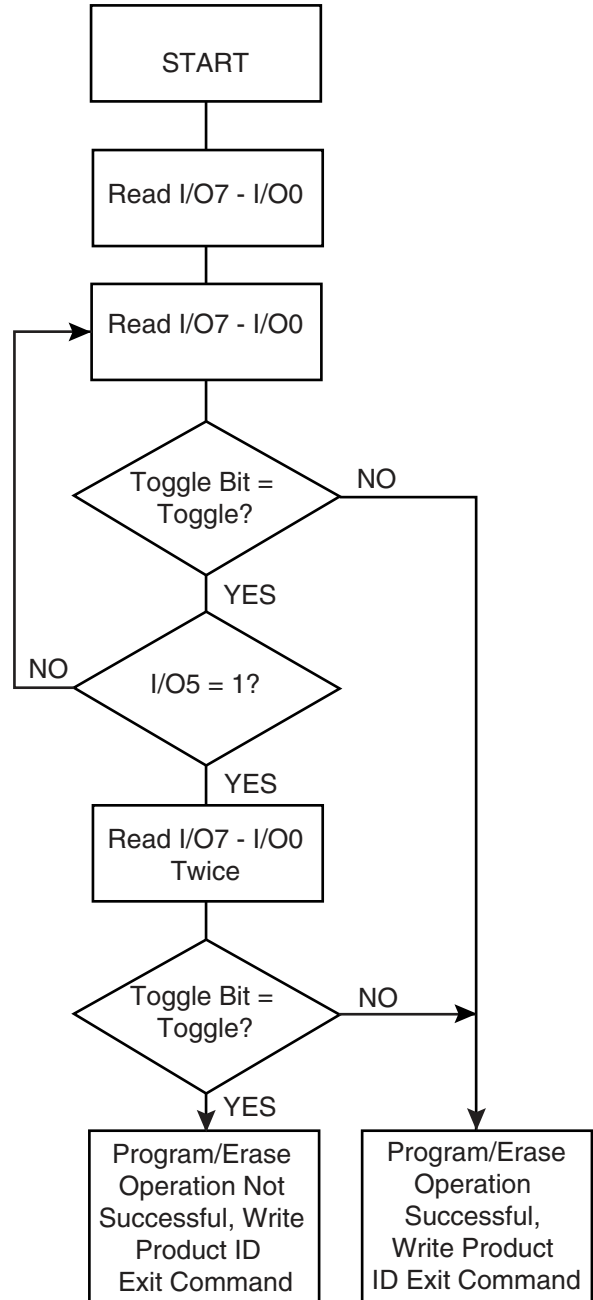 START
Read I/O7 - I/O0
Read I/O7 - I/O0
Toggle Bit =
Toggle?
NO
YES
NO
I/O5 = 1?
YES
Read I/O7 - I/O0
Twice
Toggle Bit =
Toggle?
NO
YES
Program/Erase
Operation Not
Successful, Write
Product ID
Exit Command
Program/Erase
Operation
Successful,
Write Product
ID Exit Command